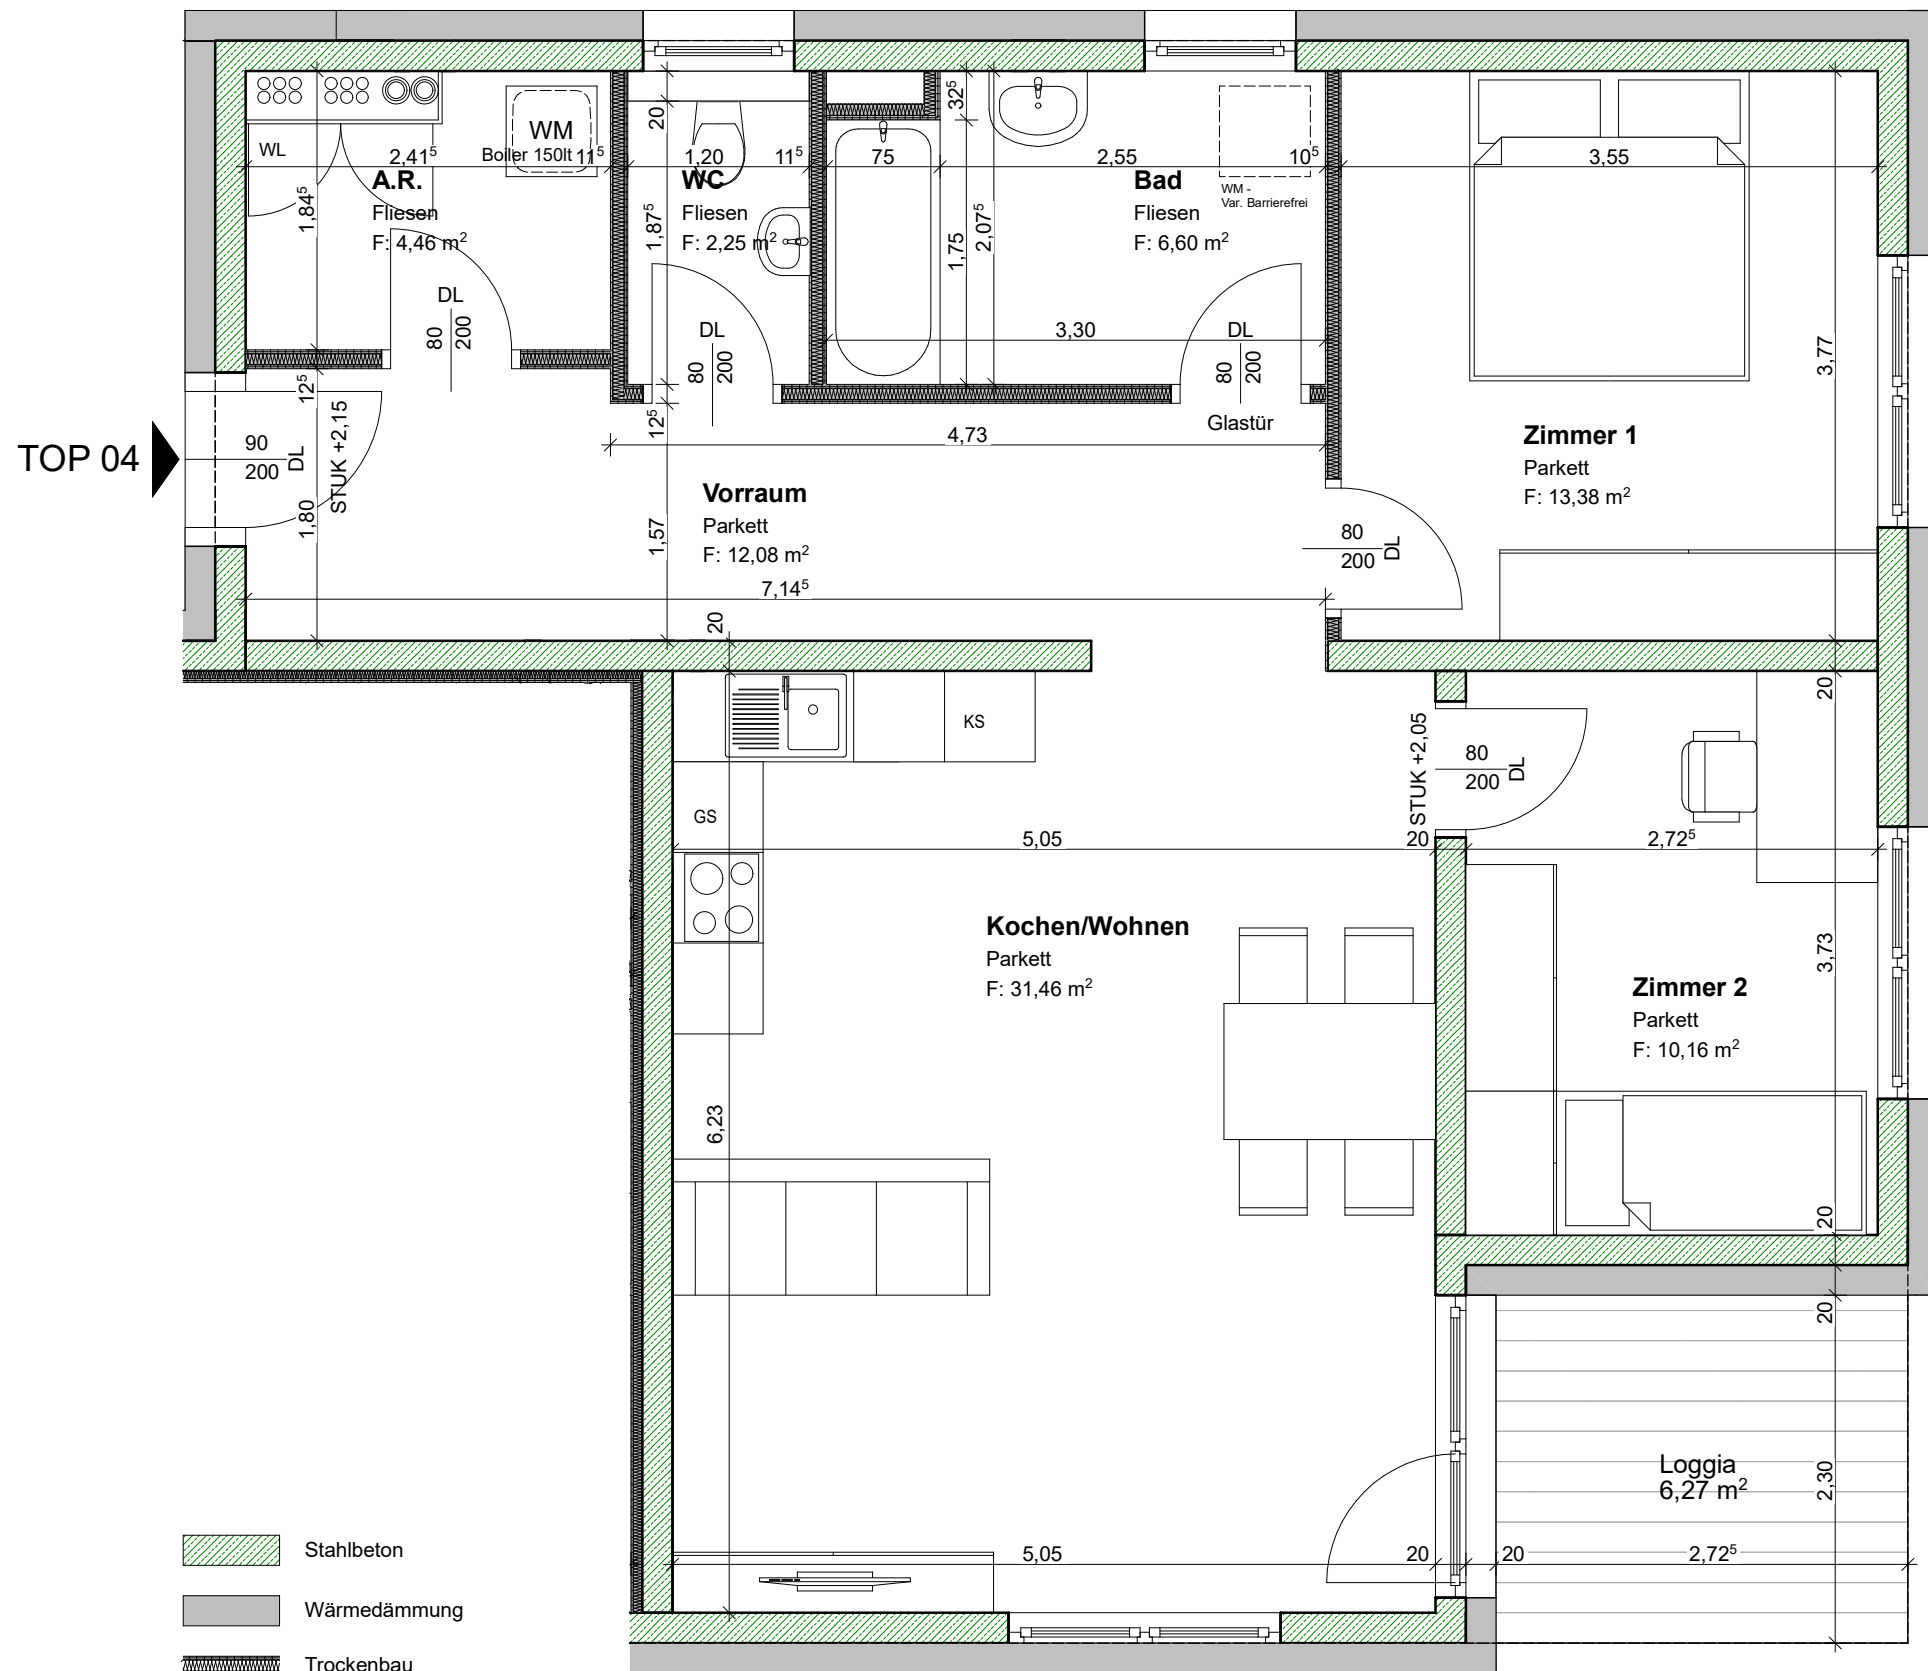 WM
WL
2,41⁵
Boiler 150lt
11⁵
1,20
11⁵
75
2,55
10⁵
3,55
20
32⁵
WM -
Var. Barrierefrei
A.R.
Fliesen
F: 4,46 m²
WC
Fliesen
F: 2,25 m²
Bad
Fliesen
F: 6,60 m²
1,84⁵
1,87⁵
1,75
2,07⁵
DL
80
200
DL
80
200
3,30
DL
80
200
Glastür
3,77
12⁵
12⁵
4,73
TOP 04
90
200
DL
STUK +2,15
1,80
Vorraum
Parkett
F: 12,08 m²
1,57
7,14⁵
Zimmer 1
Parkett
F: 13,38 m²
80
200
DL
20
20
KS
GS
STUK +2,05
80
200
DL
5,05
20
2,72⁵
Kochen/Wohnen
Parkett
F: 31,46 m²
3,73
Zimmer 2
Parkett
F: 10,16 m²
6,23
20
20
Loggia
6,27 m²
2,30
5,05
20
20
2,72⁵
Stahlbeton
Wärmedämmung
Trockenbau